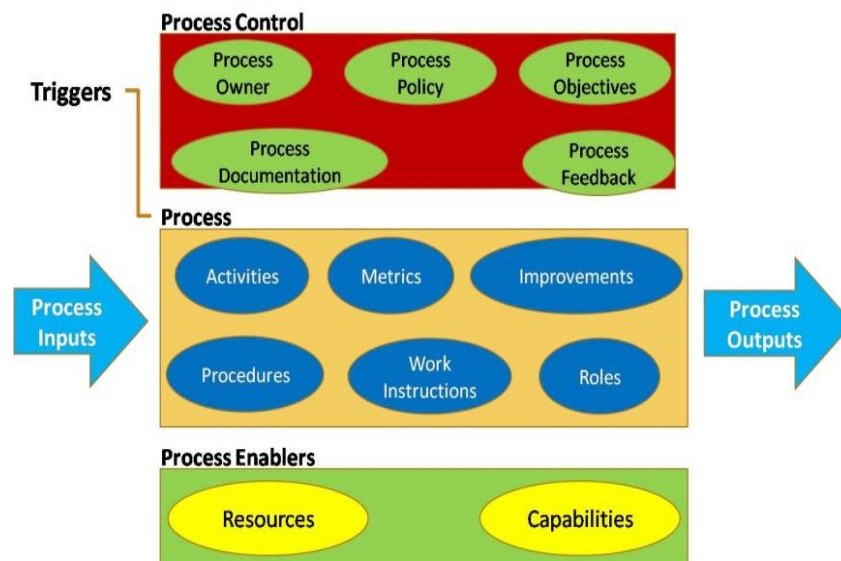 Process Control
Process
Owner
Process
Policy
Process
Objectives
Triggers
Process
Documentation
Process
Feedback
Process
Activities
Metrics
Improvements
Process
Inputs
Process
Outputs
Procedures
Work
Instructions
Roles
Process Enablers
Resources
Capabilities